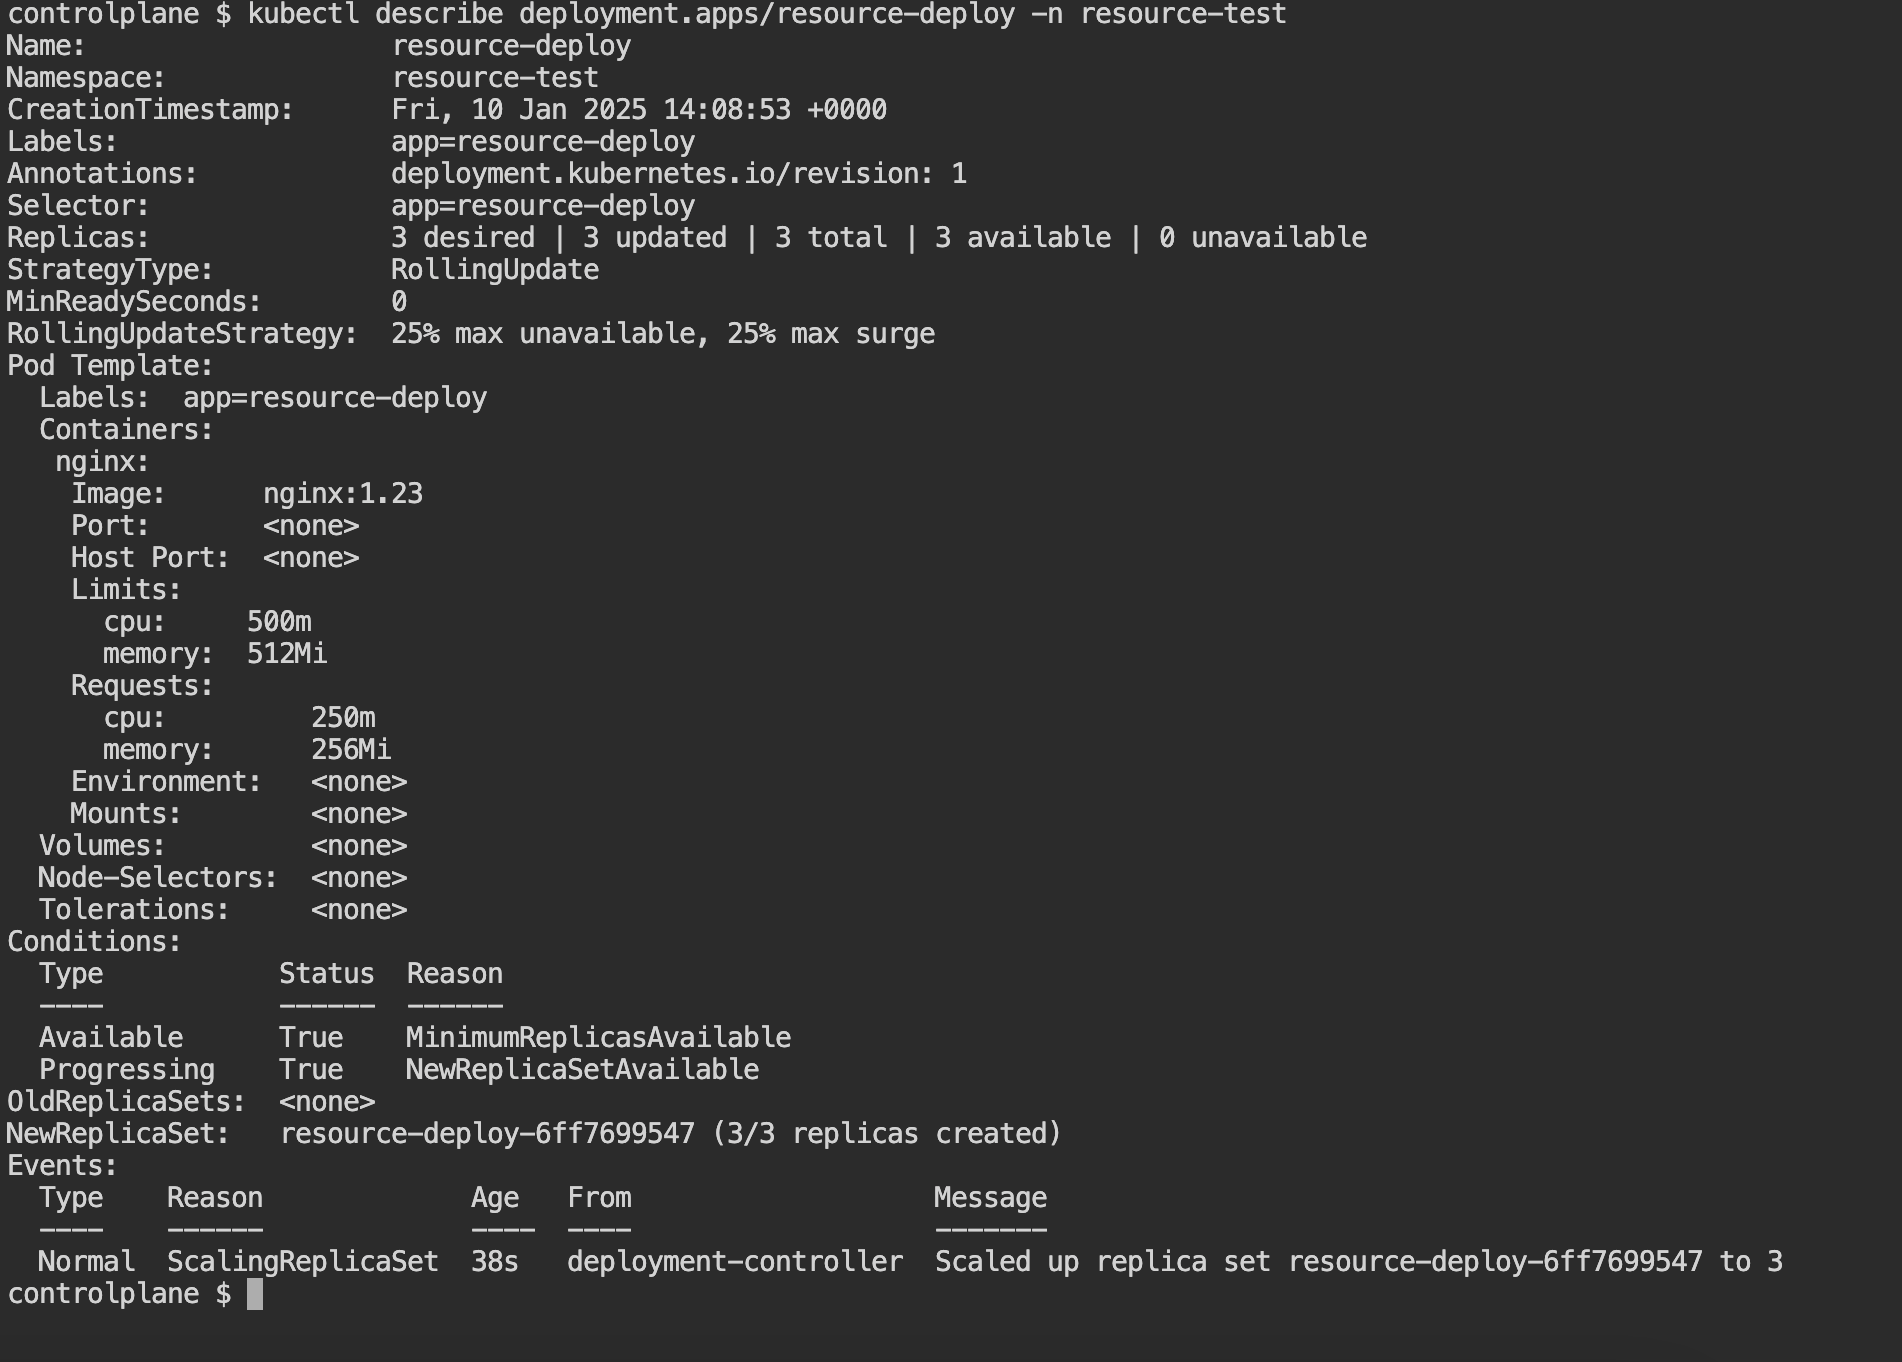 controlplane $ kubectl describe deployment.apps/resource-deploy -n resource-test
Name:                   resource-deploy
Namespace:              resource-test
CreationTimestamp:      Fri, 10 Jan 2025 14:08:53 +0000
Labels:                 app=resource-deploy
Annotations:            deployment.kubernetes.io/revision: 1
Selector:               app=resource-deploy
Replicas:               3 desired | 3 updated | 3 total | 3 available | 0 unavailable
StrategyType:           RollingUpdate
MinReadySeconds:        0
RollingUpdateStrategy:  25% max unavailable, 25% max surge
Pod Template:
  Labels:  app=resource-deploy
  Containers:
   nginx:
    Image:      nginx:1.23
    Port:       <none>
    Host Port:  <none>
    Limits:
      cpu:     500m
      memory:  512Mi
    Requests:
      cpu:         250m
      memory:      256Mi
    Environment:   <none>
    Mounts:        <none>
  Volumes:         <none>
  Node-Selectors:  <none>
  Tolerations:     <none>
Conditions:
  Type           Status  Reason
  ----           ------  ------
  Available      True    MinimumReplicasAvailable
  Progressing    True    NewReplicaSetAvailable
OldReplicaSets:  <none>
NewReplicaSet:   resource-deploy-6ff7699547 (3/3 replicas created)
Events:
  Type    Reason             Age   From                   Message
  ----    ------             ----  ----                   -------
  Normal  ScalingReplicaSet  38s   deployment-controller  Scaled up replica set resource-deploy-6ff7699547 to 3
controlplane $